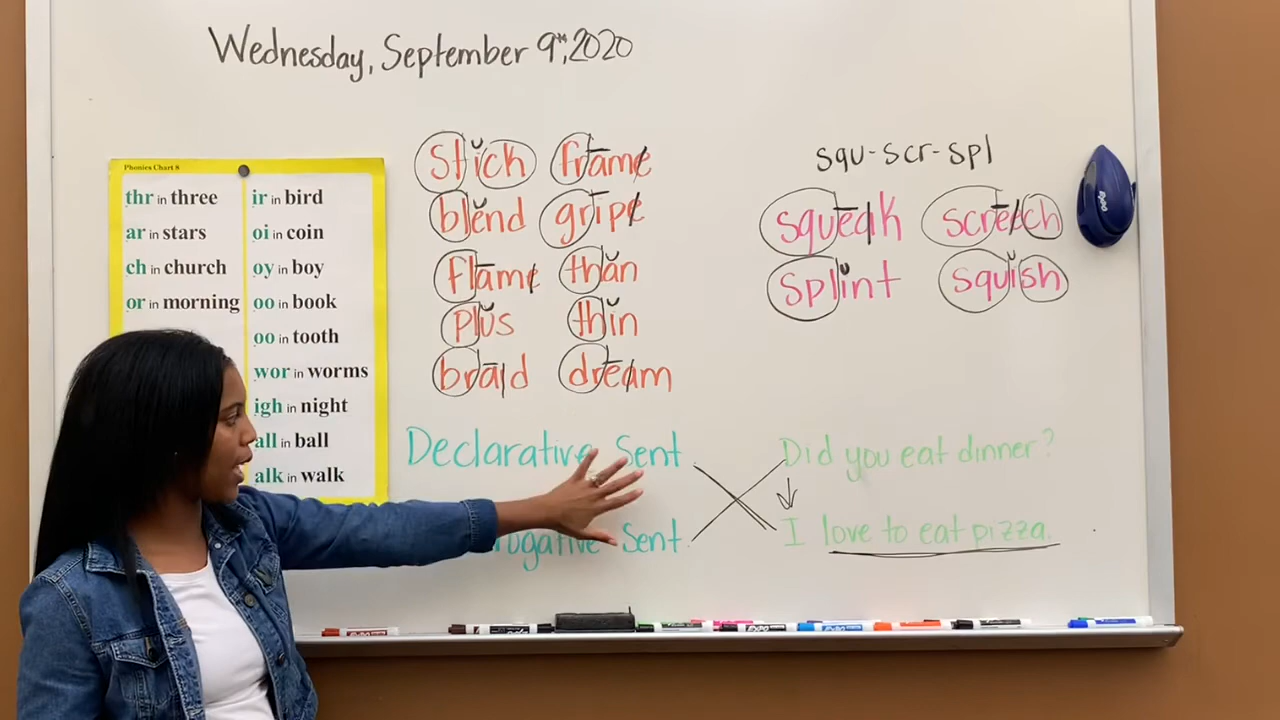 Wednesday, September 9th, 2020
Phonics Chart 8
thr in three
ar in stars
ch in church
or in morning
ir in bird
oi in coin
oy in boy
oo in book
oo in tooth
wor in worms
igh in night
all in ball
alk in walk
stick frame
blend gripe
flame than
plus thin
braid dream
squ-scr-spl
squeak screech
splint squish
Declarative Sent
rogative Sent.
Did you eat dinner?
I love to eat pizza.
EXPO